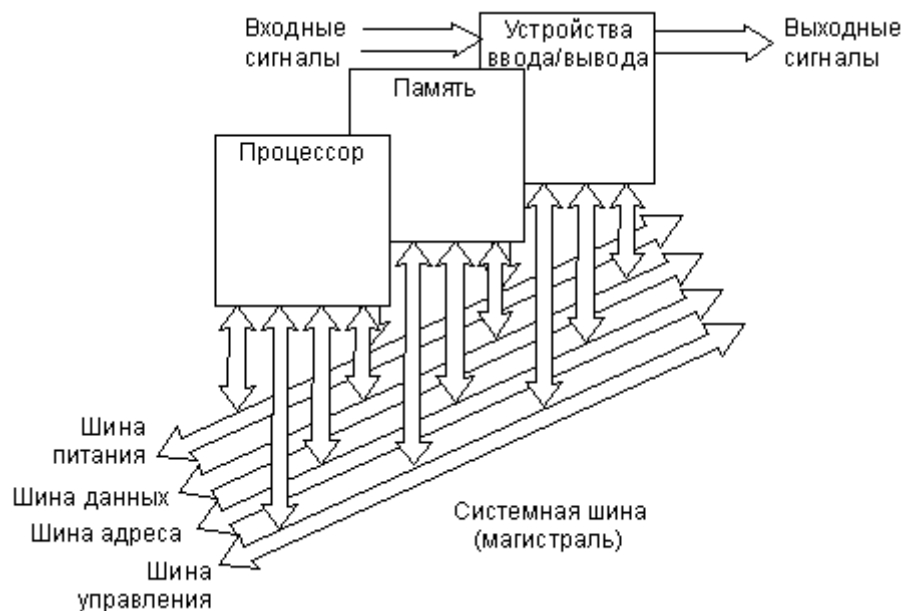 Входные
сигналы
Устройства
ввода/вывода
Выходные
сигналы
Память
Процессор
Шина
питания
Шина данных
Шина адреса
Шина
управления
Системная шина
(магистраль)